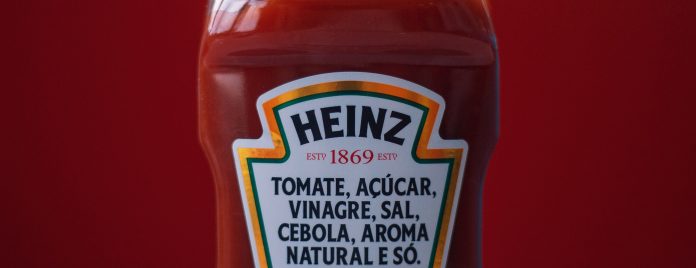 HEINZ
ESTD 1869 ESTD
TOMATE, AÇÚCAR,
VINAGRE, SAL,
CEBOLA, AROMA
NATURAL E SÓ.